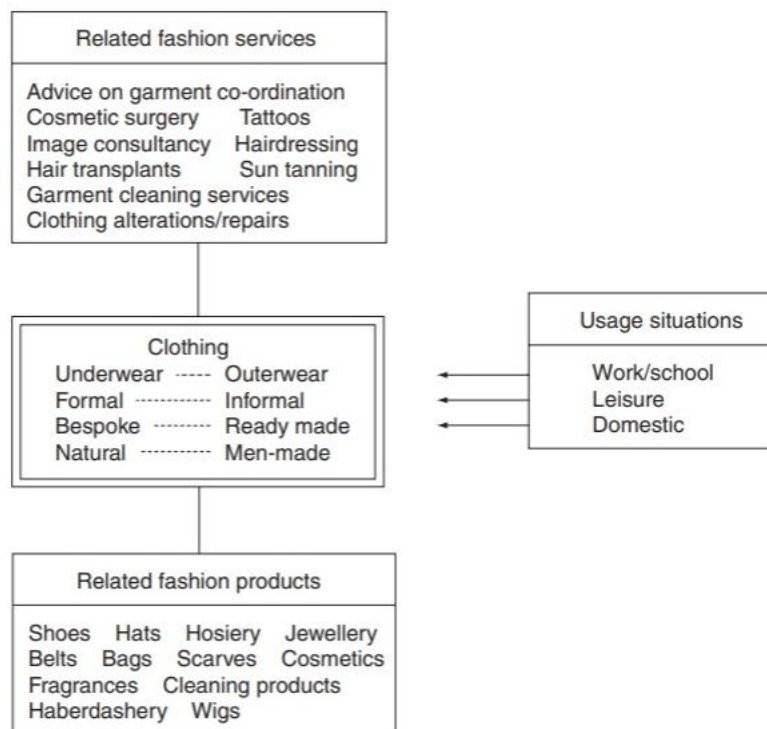 Related fashion services
Advice on garment co-ordination
Cosmetic surgery Tattoos
Image consultancy Hairdressing
Hair transplants Sun tanning
Garment cleaning services
Clothing alterations/repairs
Clothing
Underwear ----- Outerwear
Formal ------------ Informal
Bespoke ---------- Ready made
Natural ----------- Men-made
Usage situations
Work/school
Leisure
Domestic
Related fashion products
Shoes Hats Hosiery Jewellery
Belts Bags Scarves Cosmetics
Fragrances Cleaning products
Haberdashery Wigs